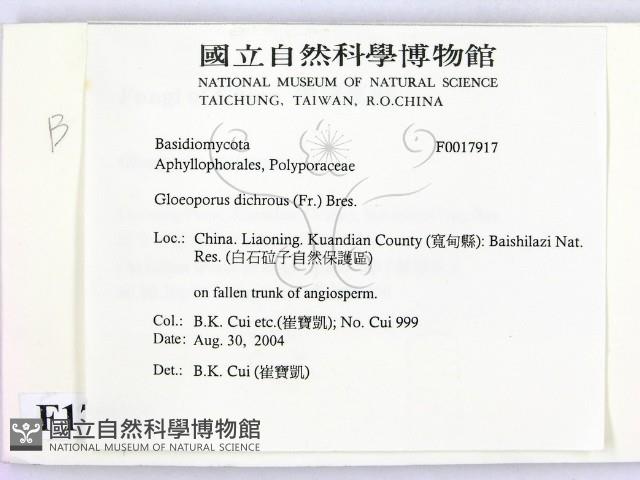 國立自然科學博物館
NATIONAL MUSEUM OF NATURAL SCIENCE
TAICHUNG, TAIWAN, R.O.CHINA
B
Basidiomycota F0017917
Aphyllophorales, Polyporaceae
Gloeoporus dichrous (Fr.) Bres.
Loc.: China. Liaoning. Kuandian County (寬甸縣): Baishilazi Nat.
Res. (白石砬子自然保護區)
on fallen trunk of angiosperm.
Col.: B.K. Cui etc.(崔寶凱); No. Cui 999
Date: Aug. 30, 2004
Det.: B.K. Cui (崔寶凱)
國立自然科學博物館
NATIONAL MUSEUM OF NATURAL SCIENCE